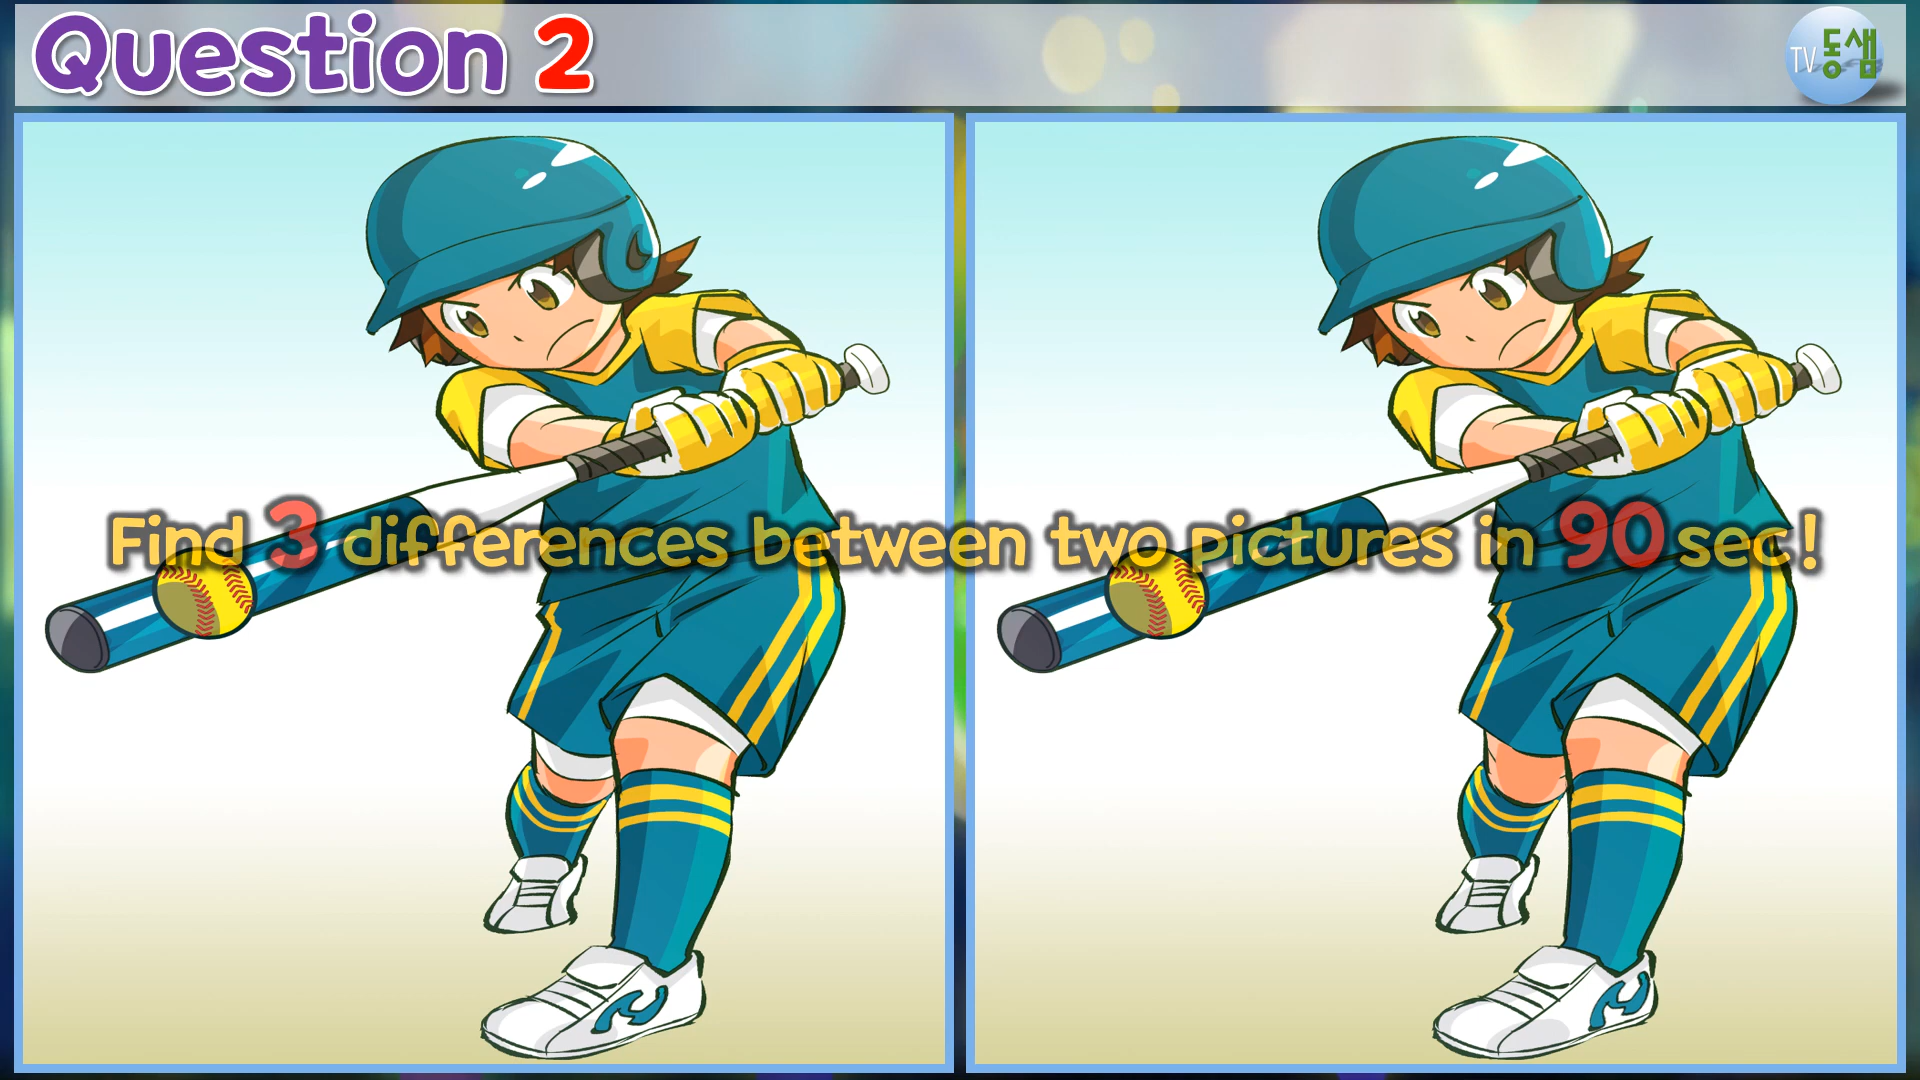 Question 2
TV 동샘
Find 3 differences between two pictures in 90 sec!